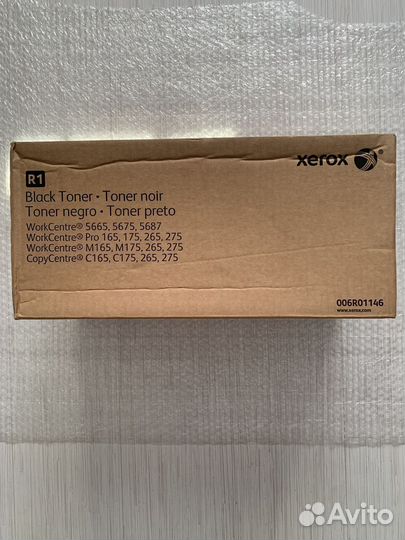 xerox
R1
Black Toner • Toner noir
Toner negro • Toner preto
WorkCentre® 5665, 5675, 5687
WorkCentre® Pro 165, 175, 265, 275
WorkCentre® M165, M175, 265, 275
CopyCentre® C165, C175, 265, 275
006R01146
www.xerox.com
Avito